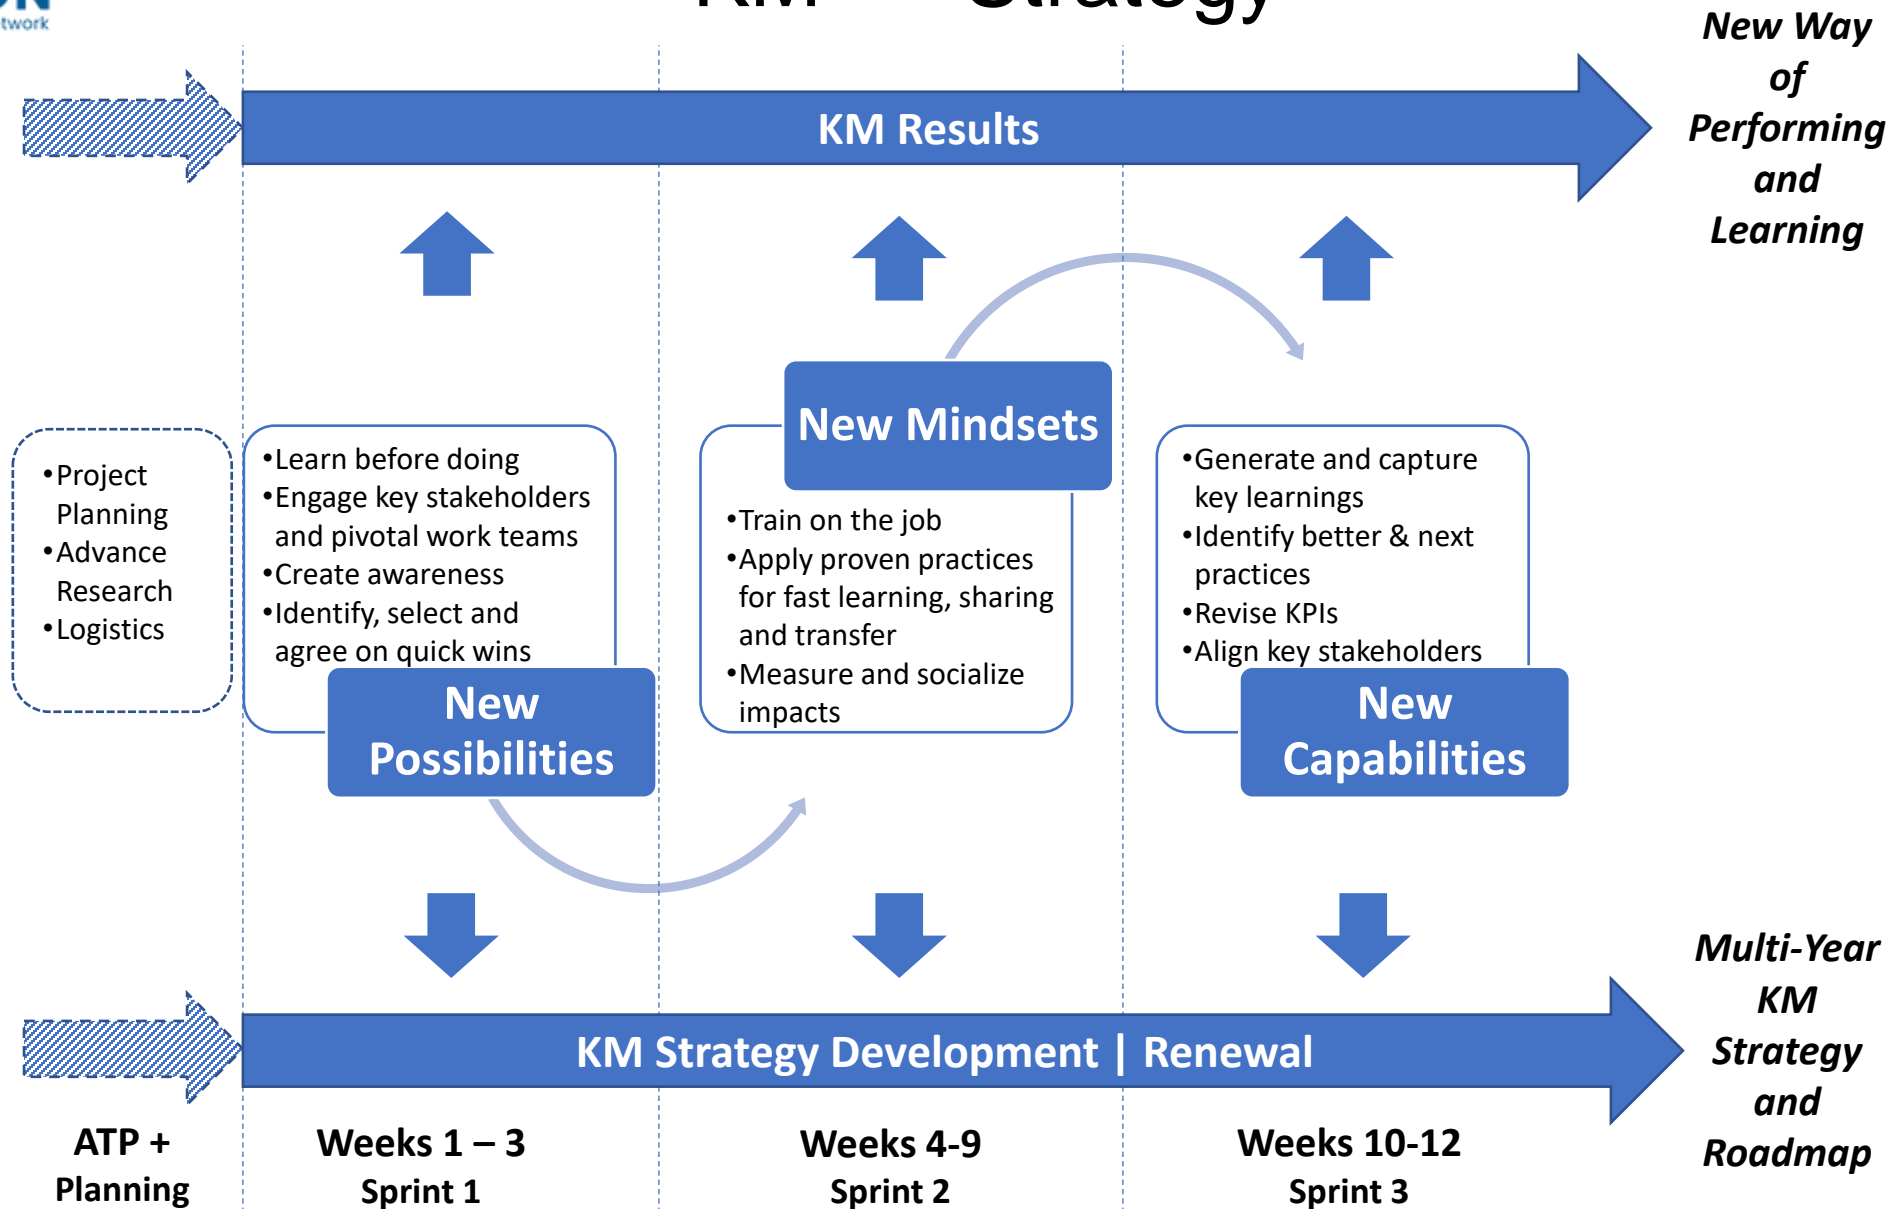 ON
twork
KM
Strategy
New Way
of
Performing
and
Learning
KM Results
•Project
Planning
•Advance
Research
•Logistics
•Learn before doing
•Engage key stakeholders
and pivotal work teams
•Create awareness
•Identify, select and
agree on quick wins
New
Possibilities
New Mindsets
•Train on the job
•Apply proven practices
for fast learning, sharing
and transfer
•Measure and socialize
impacts
•Generate and capture
key learnings
•Identify better & next
practices
•Revise KPIs
•Align key stakeholders
New
Capabilities
KM Strategy Development | Renewal
Multi-Year
KM
Strategy
and
Roadmap
ATP +
Planning
Weeks 1 – 3
Sprint 1
Weeks 4-9
Sprint 2
Weeks 10-12
Sprint 3